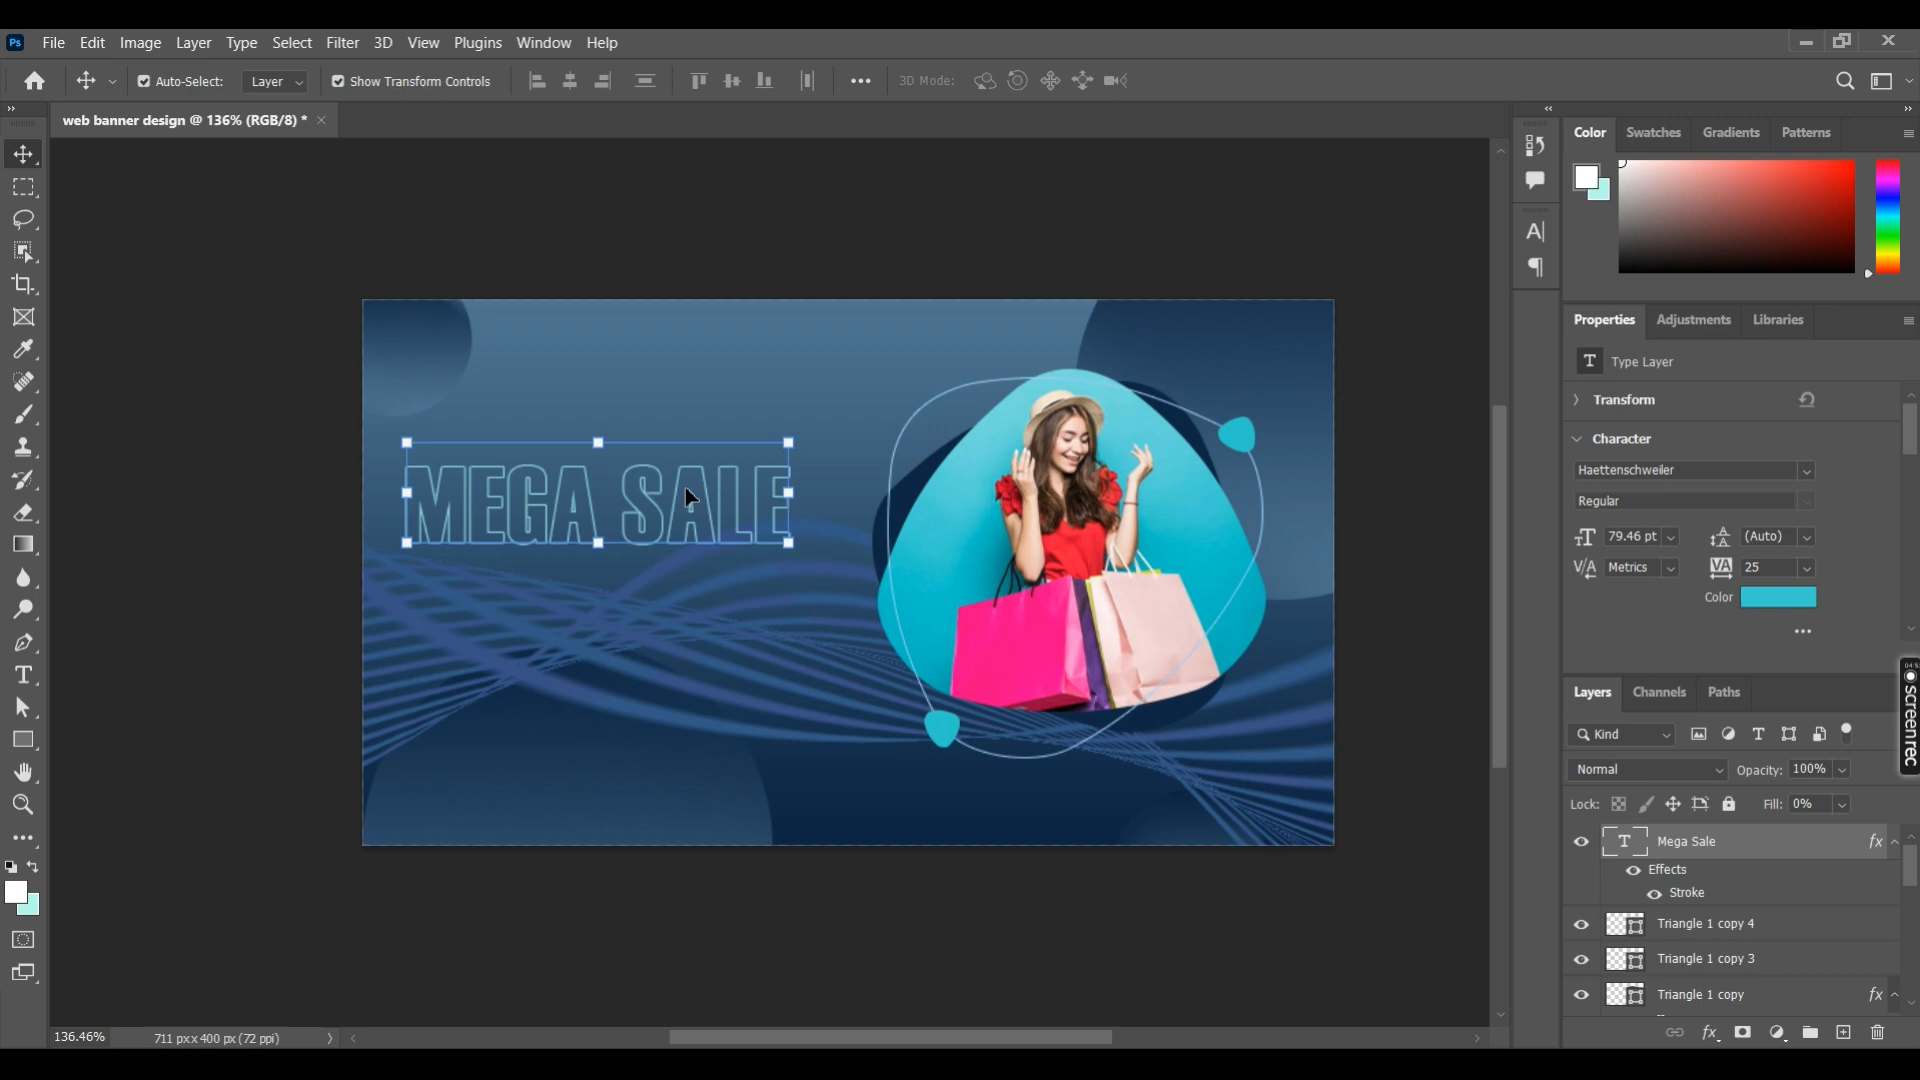 Ps File Edit Image Layer Type Select Filter 3D View Plugins Window Help
Auto-Select: Layer Show Transform Controls 3D Mode:
web banner design @ 136% (RGB/8) *
Color Swatches Gradients Patterns
Properties Adjustments Libraries
T Type Layer
Transform
Character
Haettenschweiler
Regular
79.46 pt (Auto)
Metrics 25
Color
MEGA SALE
Layers Channels Paths
Kind
Normal Opacity: 100%
Lock: Fill: 0%
T Mega Sale fx
Effects
Stroke
Triangle 1 copy 4
Triangle 1 copy 3
Triangle 1 copy fx
136.46% 711 px x 400 px (72 ppi)
screenrec